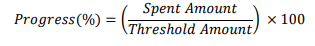 Progress(%) = (Spent Amount / Threshold Amount) × 100